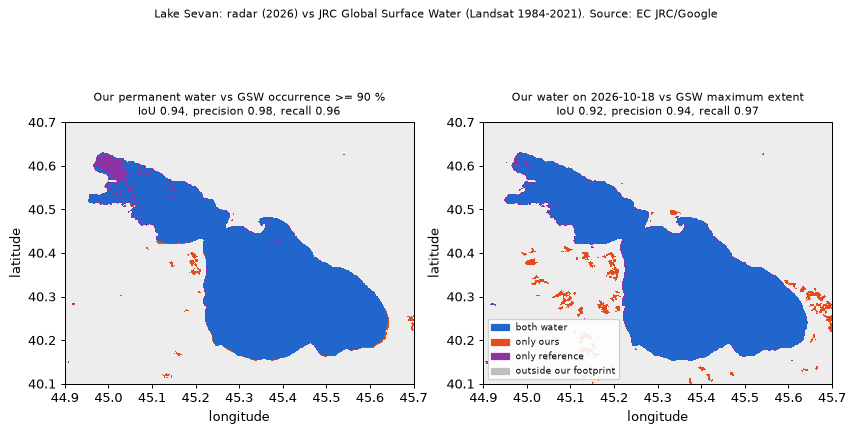 Lake Sevan: radar (2026) vs JRC Global Surface Water (Landsat 1984-2021). Source: EC JRC/Google
Our permanent water vs GSW occurrence >= 90 %
IoU 0.94, precision 0.98, recall 0.96
40.7
40.6
40.5
40.4
40.3
40.2
40.1
latitude
44.9 45.0 45.1 45.2 45.3 45.4 45.5 45.6 45.7
longitude
Our water on 2026-10-18 vs GSW maximum extent
IoU 0.92, precision 0.94, recall 0.97
40.7
40.6
40.5
40.4
40.3
40.2
40.1
latitude
both water
only ours
only reference
outside our footprint
44.9 45.0 45.1 45.2 45.3 45.4 45.5 45.6 45.7
longitude